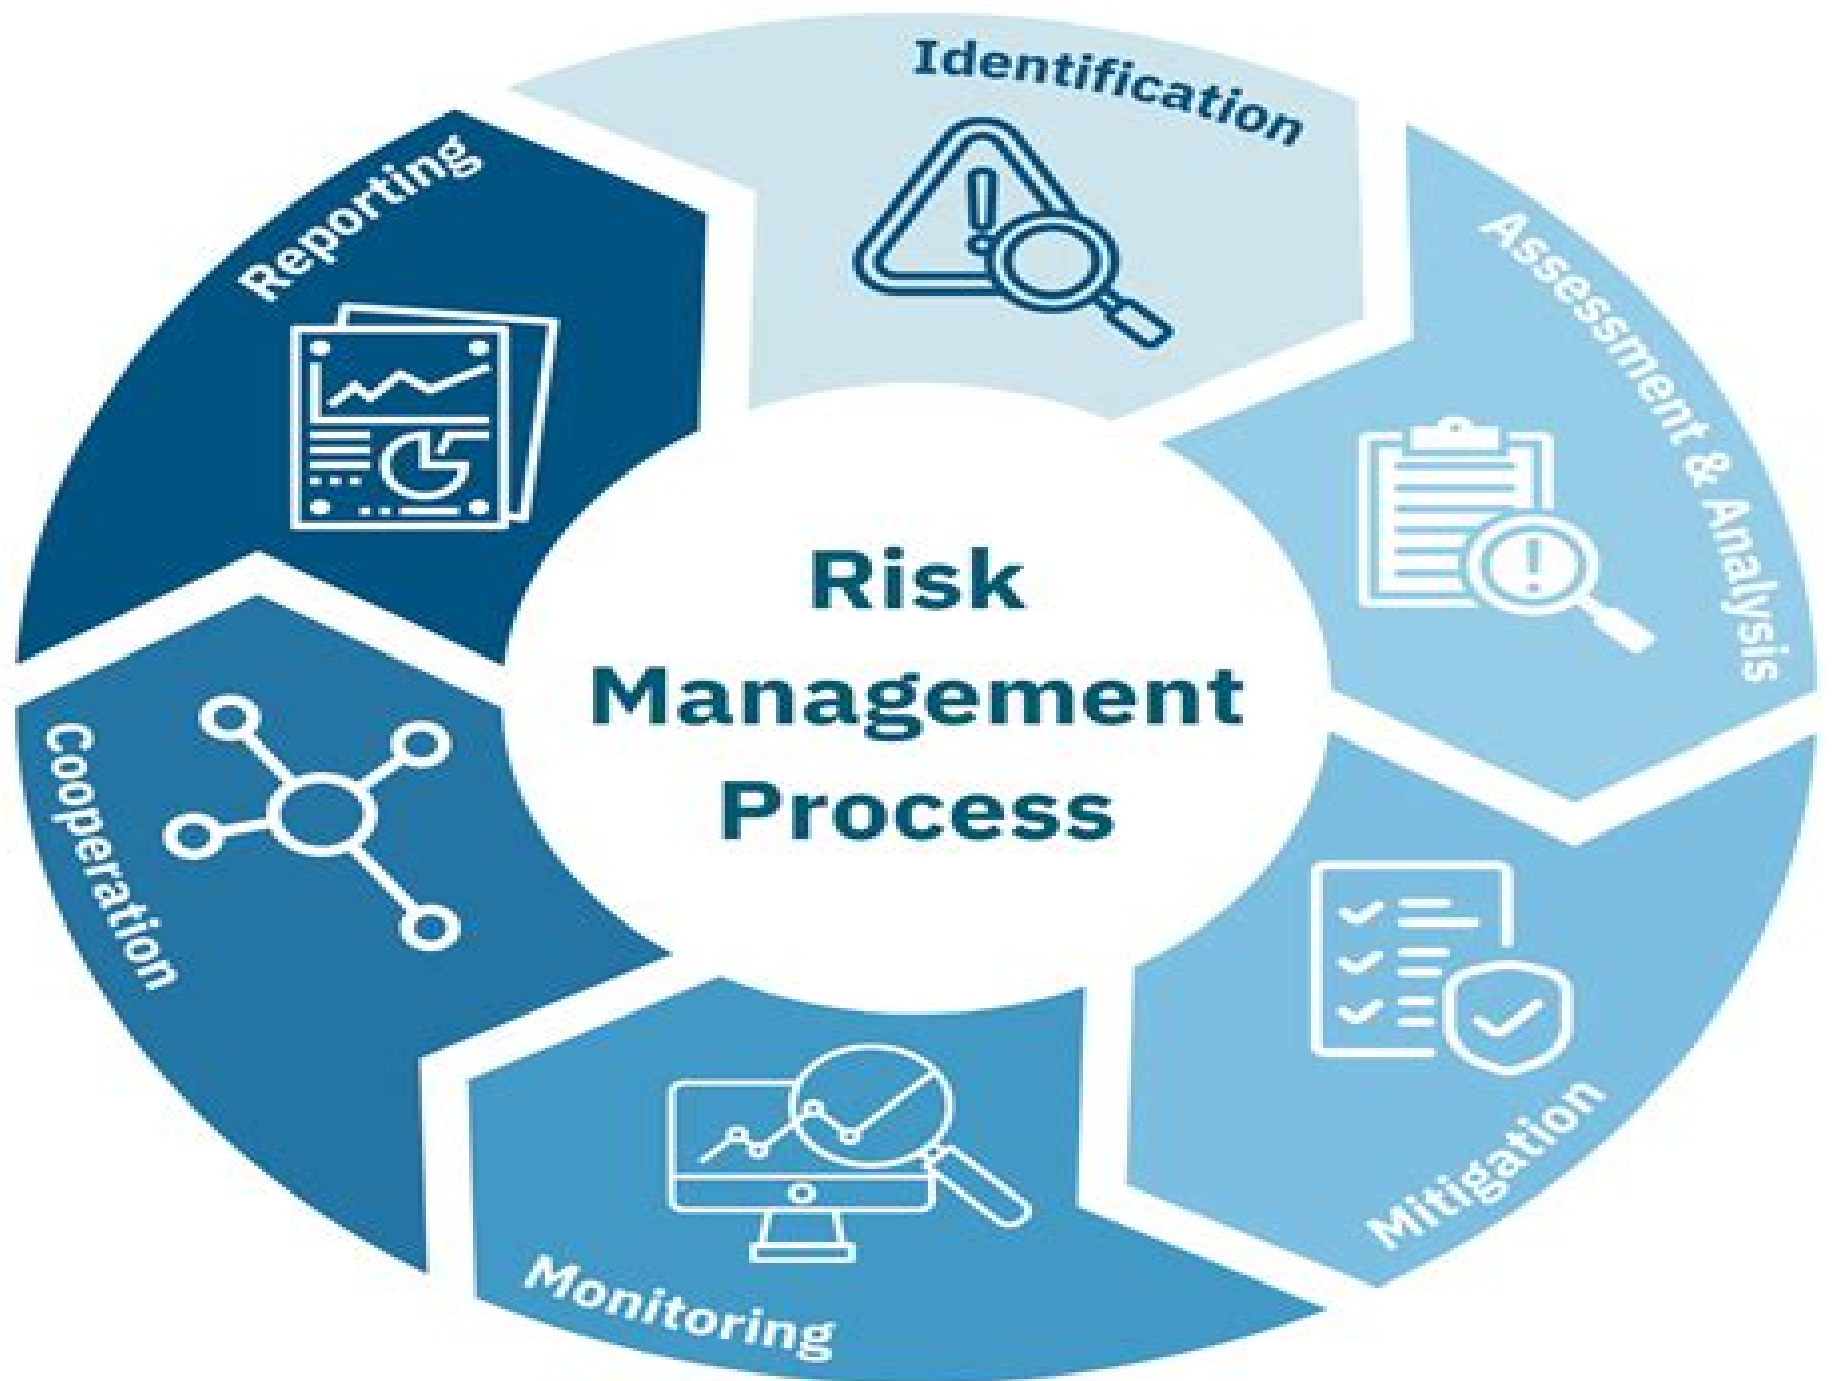 Risk
Management
Process
Identification
Assessment & Analysis
Mitigation
Monitoring
Cooperation
Reporting